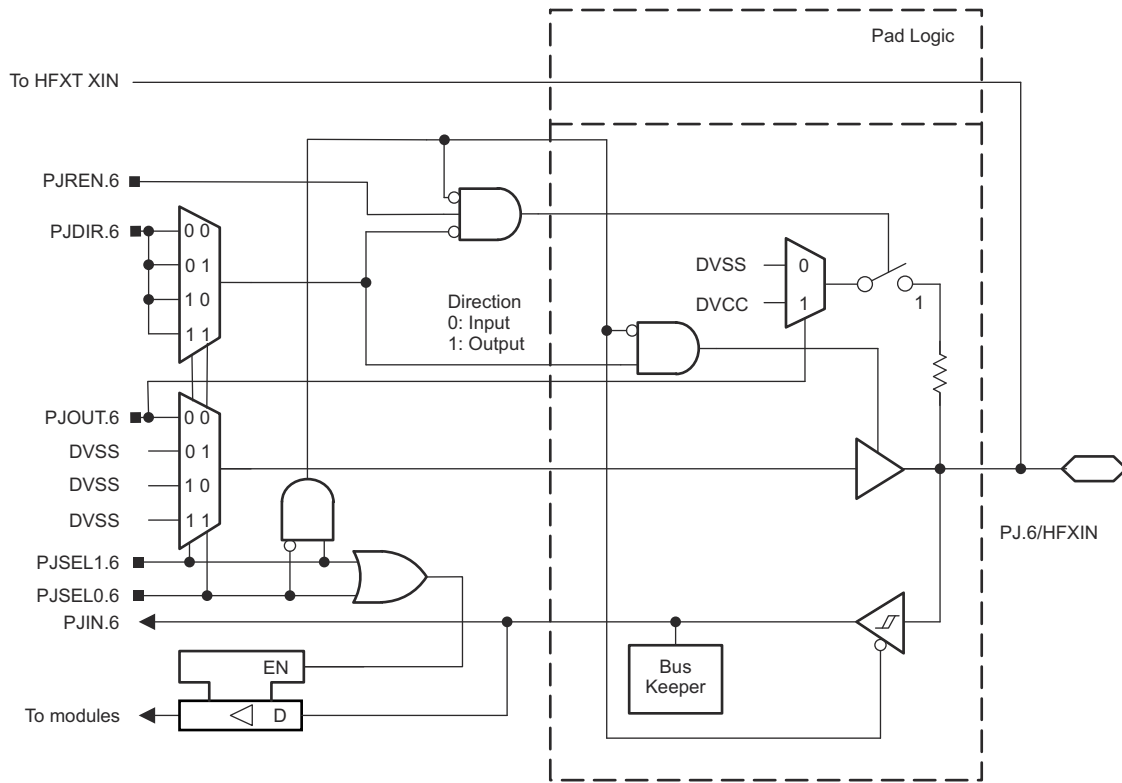 Pad Logic
To HFXT XIN
PJREN.6
PJDIR.6
0 0
0 1
1 0
1 1
Direction
0: Input
1: Output
DVSS
0
DVCC
1
1
PJOUT.6
0 0
DVSS
0 1
DVSS
1 0
DVSS
1 1
PJ.6/HFXIN
PJSEL1.6
PJSEL0.6
PJIN.6
EN
Bus
Keeper
To modules
D